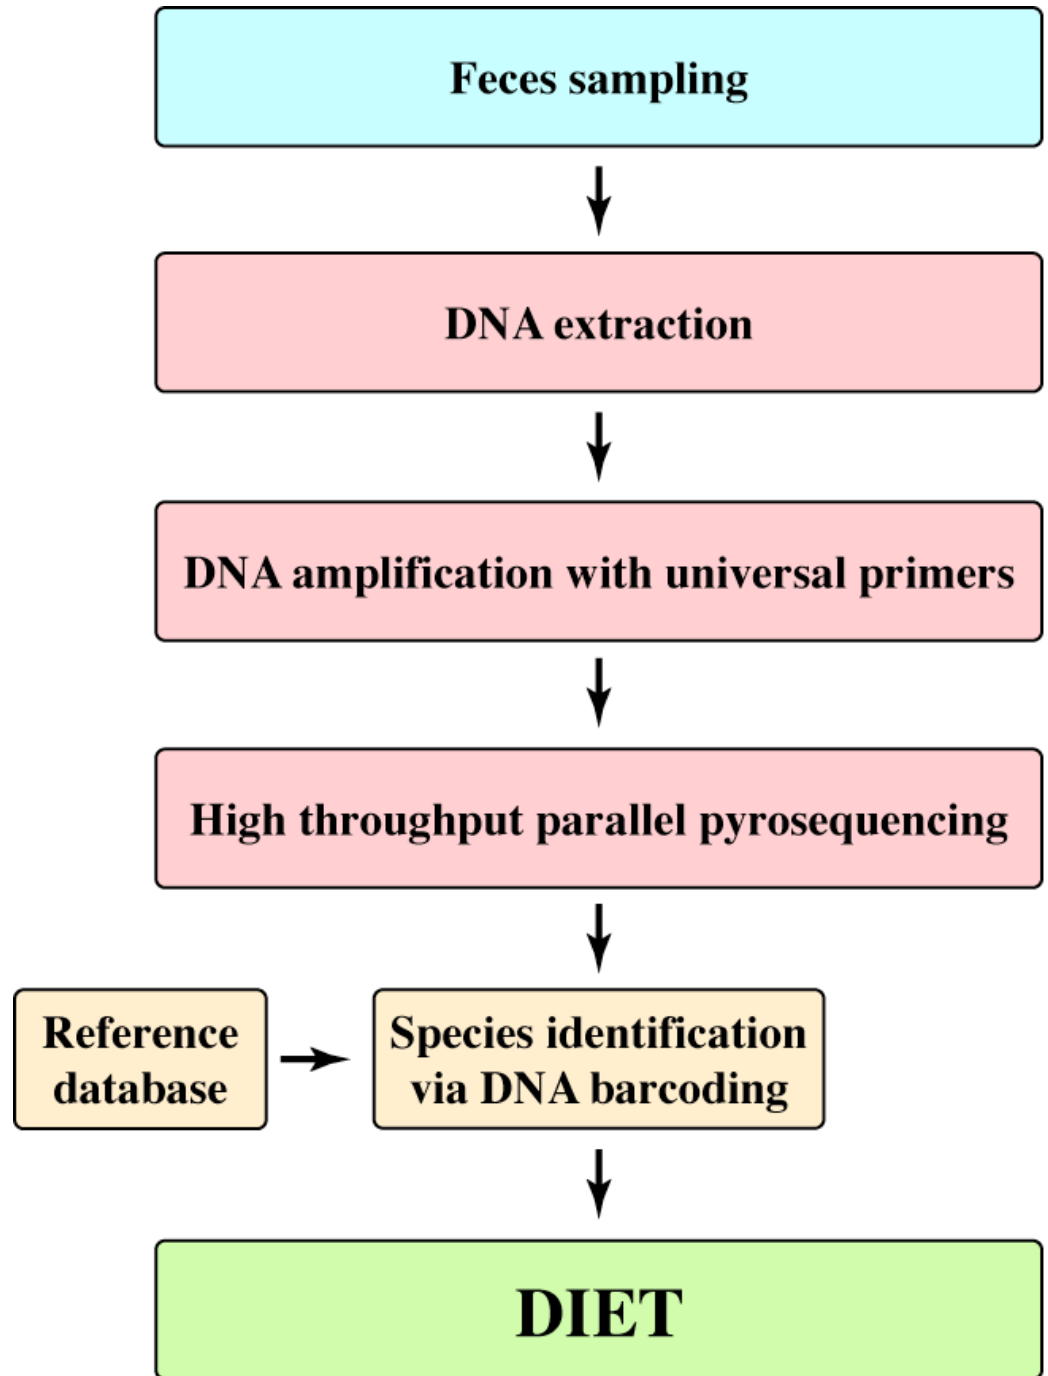 Feces sampling
DNA extraction
DNA amplification with universal primers
High throughput parallel pyrosequencing
Reference
database
Species identification
via DNA barcoding
DIET